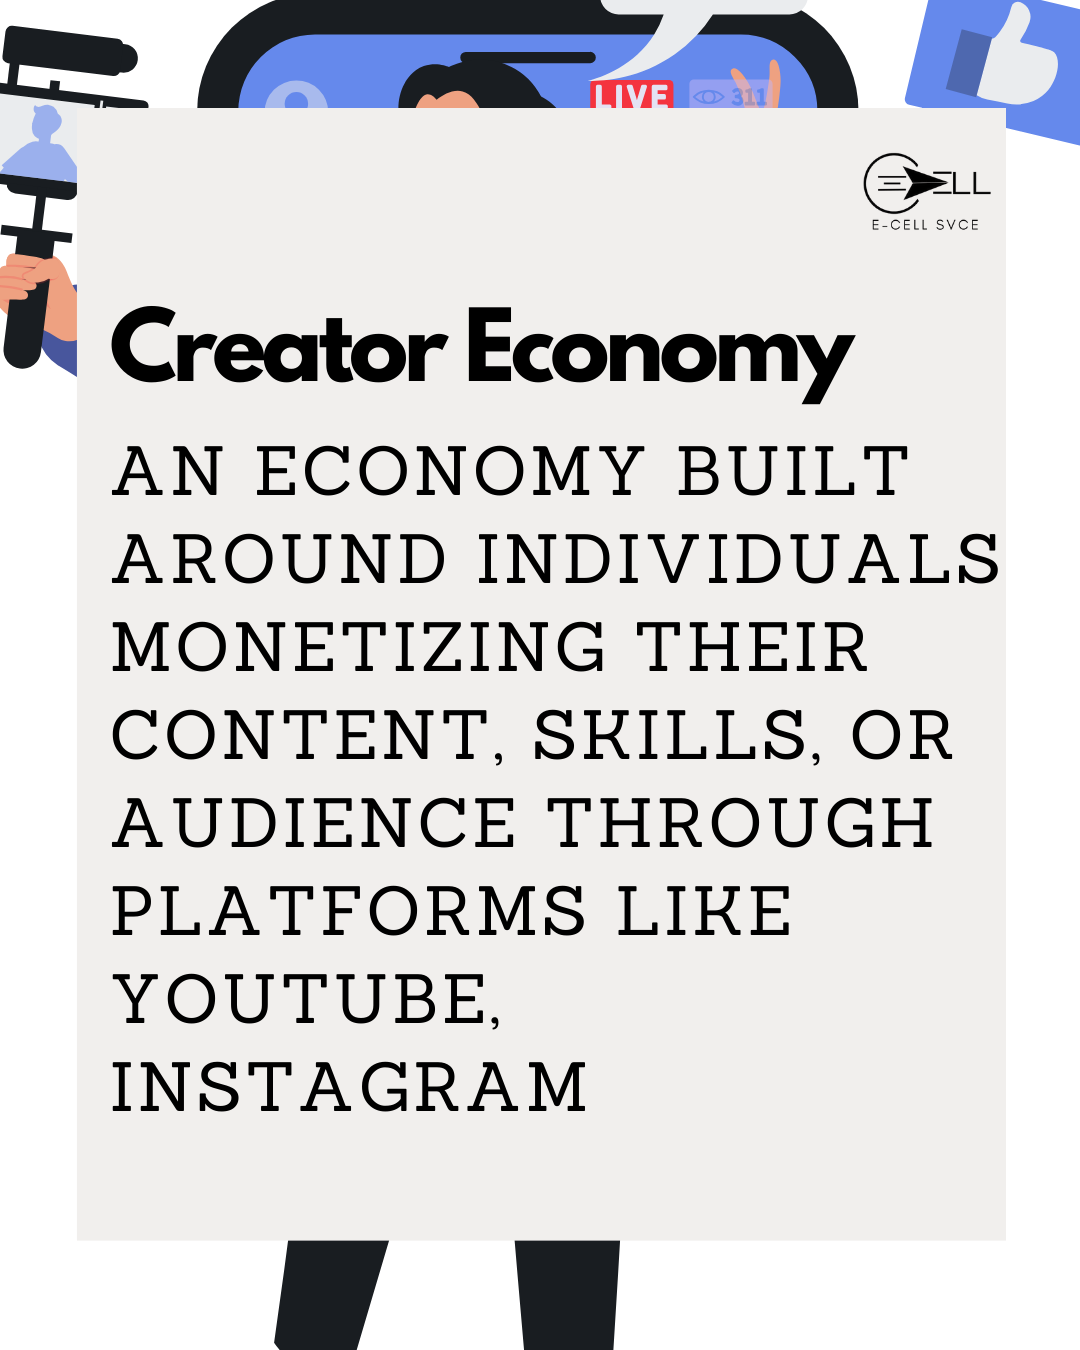 LIVE
311
ELL
E-CELL SVCE
Creator Economy
AN ECONOMY BUILT
AROUND INDIVIDUALS
MONETIZING THEIR
CONTENT, SKILLS, OR
AUDIENCE THROUGH
PLATFORMS LIKE
YOUTUBE,
INSTAGRAM